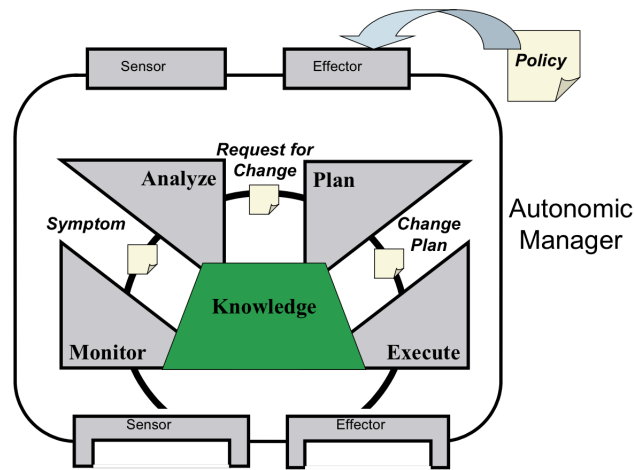 Sensor
Effector
Policy
Request for
Change
Analyze
Plan
Symptom
Change
Plan
Autonomic
Manager
Knowledge
Monitor
Execute
Sensor
Effector